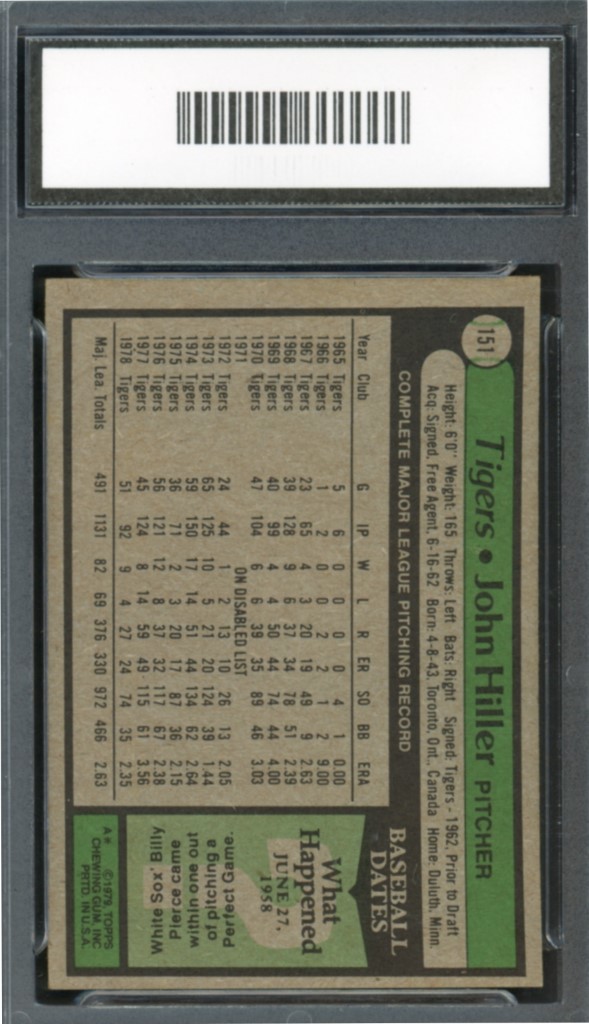 151
Tigers • John Hiller PITCHER
Height: 6'0" Weight: 165 Throws: Left Bats: Right Signed: Tigers - 1962, Prior to Draft
Acq: Signed, Free Agent, 6-16-62 Born: 4-8-43, Toronto, Ont., Canada Home: Duluth, Minn.
COMPLETE MAJOR LEAGUE PITCHING RECORD
Year Club G IP W L R ER SO BB ERA
1965 Tigers 5 6 0 0 0 0 4 1 0.00
1966 Tigers 1 2 0 0 2 2 1 2 9.00
1967 Tigers 23 65 4 3 20 19 49 9 2.63
1968 Tigers 39 128 9 6 37 34 78 51 2.39
1969 Tigers 40 99 4 4 50 44 74 44 4.00
1970 Tigers 47 104 6 6 39 35 89 46 3.03
1971 ON DISABLED LIST
1972 Tigers 24 44 1 2 13 10 26 13 2.05
1973 Tigers 65 125 10 5 21 20 124 39 1.44
1974 Tigers 59 150 17 14 51 44 134 62 2.64
1975 Tigers 36 71 2 3 20 17 87 36 2.15
1976 Tigers 56 121 12 8 37 32 117 67 2.38
1977 Tigers 45 124 8 14 59 49 115 61 3.56
1978 Tigers 51 92 9 4 27 24 74 35 2.35
Maj. Lea. Totals 491 1131 82 69 376 330 972 466 2.63
BASEBALL
DATES
What
Happened
JUNE 27,
1958
White Sox' Billy
Pierce came
within one out
of pitching a
Perfect Game.
A* ©1979 TOPPS
CHEWING GUM, INC
PRTD. IN U.S.A.